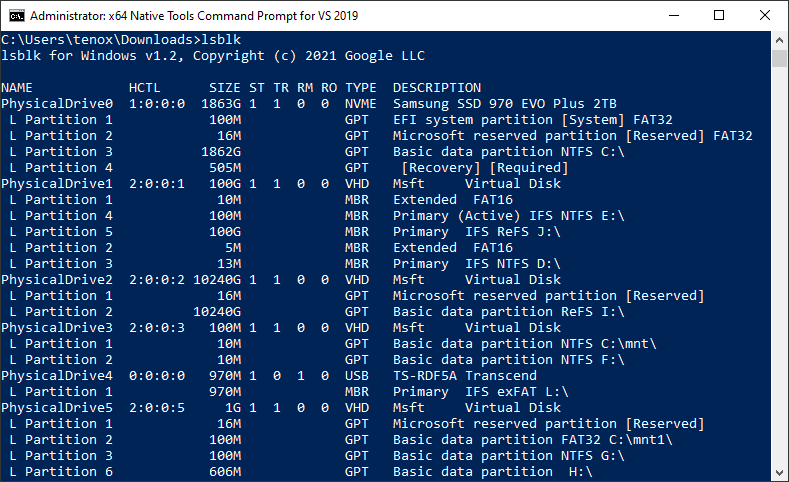 Administrator: x64 Native Tools Command Prompt for VS 2019
C:\Users\tenox\Downloads>lsblk
lsblk for Windows v1.2, Copyright (c) 2021 Google LLC

NAME            HCTL      SIZE ST TR RM RO TYPE  DESCRIPTION
PhysicalDrive0  1:0:0:0  1863G 1  1  0  0  NVME  Samsung SSD 970 EVO Plus 2TB
 L Partition 1            100M             GPT   EFI system partition [System] FAT32
 L Partition 2             16M             GPT   Microsoft reserved partition [Reserved] FAT32
 L Partition 3           1862G             GPT   Basic data partition NTFS C:\
 L Partition 4            505M             GPT    [Recovery] [Required]
PhysicalDrive1  2:0:0:1   100G 1  1  0  0  VHD   Msft     Virtual Disk
 L Partition 1             10M             MBR   Extended  FAT16
 L Partition 4            100M             MBR   Primary (Active) IFS NTFS E:\
 L Partition 5            100G             MBR   Primary  IFS ReFS J:\
 L Partition 2              5M             MBR   Extended  FAT16
 L Partition 3             13M             MBR   Primary  IFS NTFS D:\
PhysicalDrive2  2:0:0:2 10240G 1  1  0  0  VHD   Msft     Virtual Disk
 L Partition 1             16M             GPT   Microsoft reserved partition [Reserved]
 L Partition 2          10240G             GPT   Basic data partition ReFS I:\
PhysicalDrive3  2:0:0:3   100M 1  1  0  0  VHD   Msft     Virtual Disk
 L Partition 1             10M             GPT   Basic data partition NTFS C:\mnt\
 L Partition 2             10M             GPT   Basic data partition NTFS F:\
PhysicalDrive4  0:0:0:0   970M 1  0  1  0  USB   TS-RDF5A Transcend
 L Partition 1            970M             MBR   Primary  IFS exFAT L:\
PhysicalDrive5  2:0:0:5     1G 1  1  0  0  VHD   Msft     Virtual Disk
 L Partition 1             16M             GPT   Microsoft reserved partition [Reserved]
 L Partition 2            100M             GPT   Basic data partition FAT32 C:\mnt1\
 L Partition 3            100M             GPT   Basic data partition NTFS G:\
 L Partition 6            606M             GPT   Basic data partition  H:\